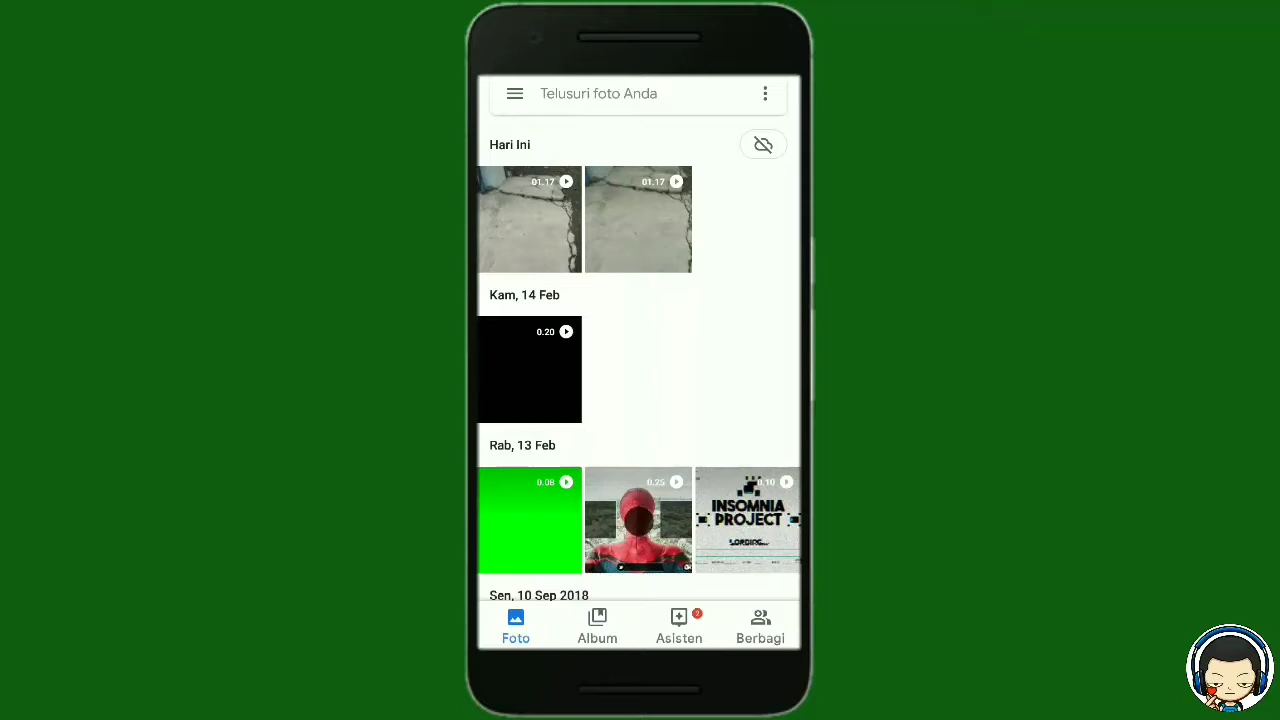 Telusuri foto Anda
Hari Ini
01.17
01.17
Kam, 14 Feb
0.20
Rab, 13 Feb
0.08
0.25
0.10
INSOMNIA
PROJECT
LOADING...
Sen, 10 Sep 2018
2
Foto
Album
Asisten
Berbagi